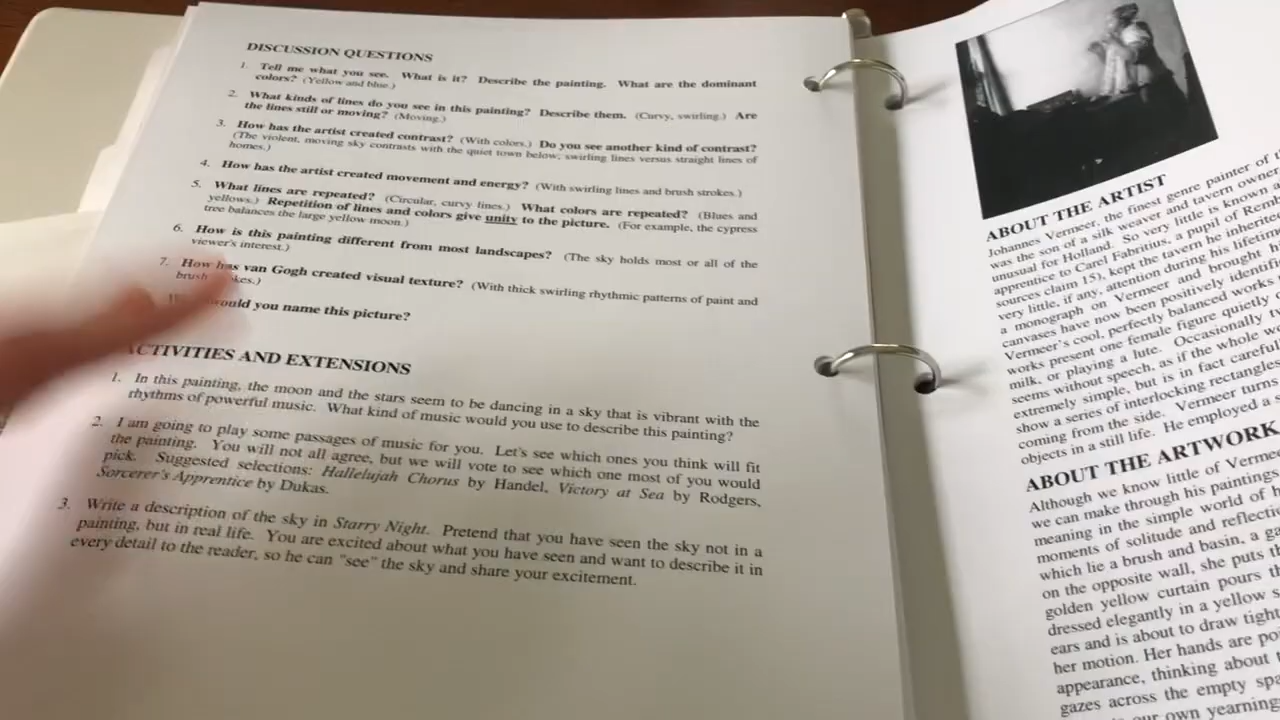 DISCUSSION QUESTIONS
1. Tell me what you see. What is it? Describe the painting. What are the dominant
colors? (Yellow and blue.)
2. What kinds of lines do you see in this painting? Describe them. (Curvy, swirling.) Are
the lines still or moving? (Moving.)
3. How has the artist created contrast? (With colors.) Do you see another kind of contrast?
(The violent, moving sky contrasts with the quiet town below; swirling lines versus straight lines of
homes.)
4. How has the artist created movement and energy? (With swirling lines and brush strokes.)
5. What lines are repeated? (Circular, curvy lines.) What colors are repeated? (Blues and
yellows.) Repetition of lines and colors give unity to the picture. (For example, the cypress
tree balances the large yellow moon.)
6. How is this painting different from most landscapes? (The sky holds most or all of the
viewer's interest.)
7. How has van Gogh created visual texture? (With thick swirling rhythmic patterns of paint and
brush
would you name this picture?
ACTIVITIES AND EXTENSIONS
1. In this painting, the moon and the stars seem to be dancing in a sky that is vibrant with the
rhythms of powerful music. What kind of music would you use to describe this painting?
2. I am going to play some passages of music for you. Let's see which ones you think will fit
the painting. You will not all agree, but we will vote to see which one most of you would
pick. Suggested selections: Hallelujah Chorus by Handel, Victory at Sea by Rodgers,
Sorcerer's Apprentice by Dukas.
3. Write a description of the sky in Starry Night. Pretend that you have seen the sky not in a
painting, but in real life. You are excited about what you have seen and want to describe it in
every detail to the reader, so he can "see" the sky and share your excitement.
ABOUT THE ARTIST
Johannes Vermeer, the finest genre painter of
was the son of a silk weaver and tavern owner
unusual for Holland. So very little is known
apprentice to Carel Fabritius, a pupil of
sources claim 15), kept the tavern he
very little, if any, attention during his
a monograph on Vermeer and brought
canvases have now been positively
Vermeer's cool, perfectly balanced works
works present one female figure quietly
milk, or playing a lute. Occasionally
seems without speech, as if the whole
extremely simple, but is in fact
show a series of interlocking rectangles
coming from the side. Vermeer turns
objects in a still life. He employed a
ABOUT THE ARTWORK
Although we know little of
we can make through his paintings
meaning in the simple world of
moments of solitude and
which lie a brush and basin, a
on the opposite wall, she puts
golden yellow curtain pours
dressed elegantly in a yellow
ears and is about to draw
her motion. Her hands are
appearance, thinking about
gazes across the empty
our own